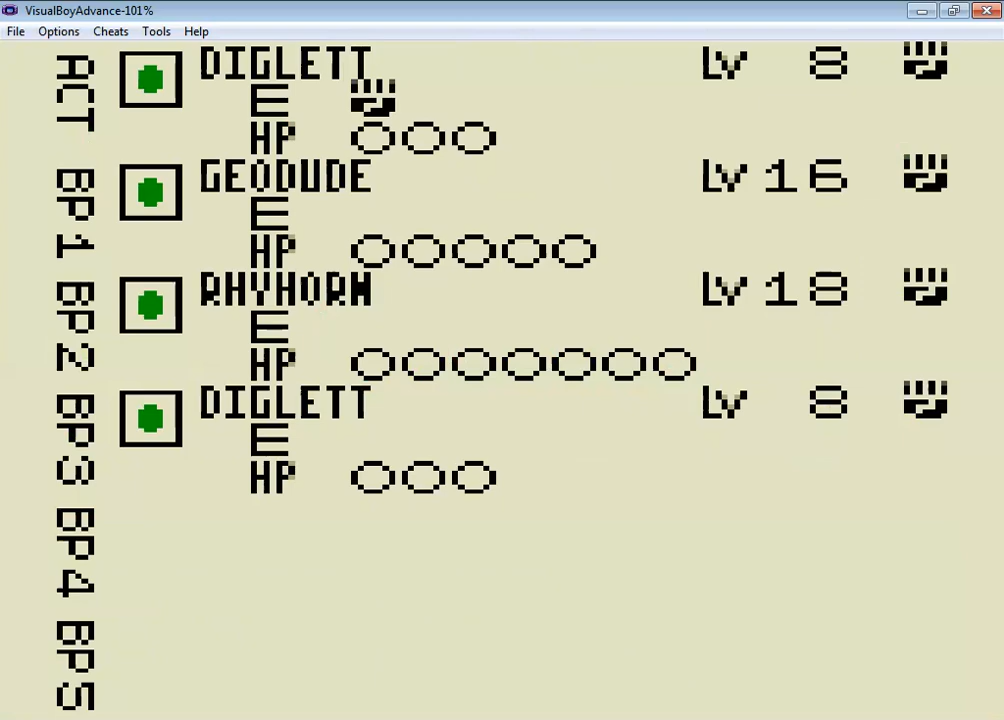 VisualBoyAdvance-101%
File Options Cheats Tools Help
ACT
DIGLETT Lv 8
E
HP
BP1
GEODUDE Lv 16
E
HP
BP2
RHYHORN Lv 18
E
HP
BP3
DIGLETT Lv 8
E
HP
BP4
BP5